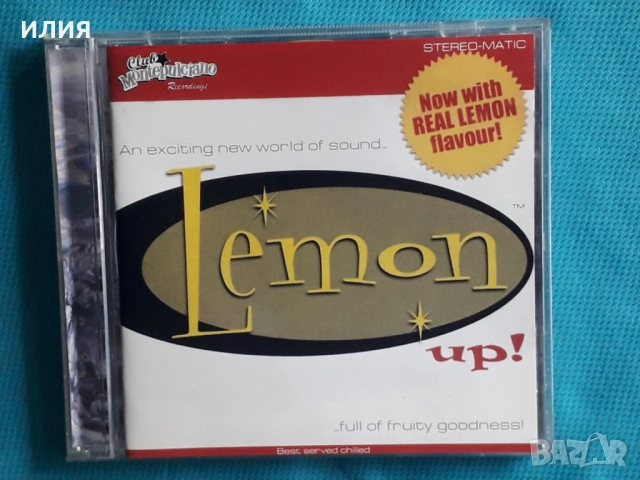 илия
Club
Montepulciano
Recordings
STEREO-MATIC
Now with
REAL LEMON
flavour!
An exciting new world of sound...
Lemon
TM
up!
...full of fruity goodness!
Best served chilled
BAZAR